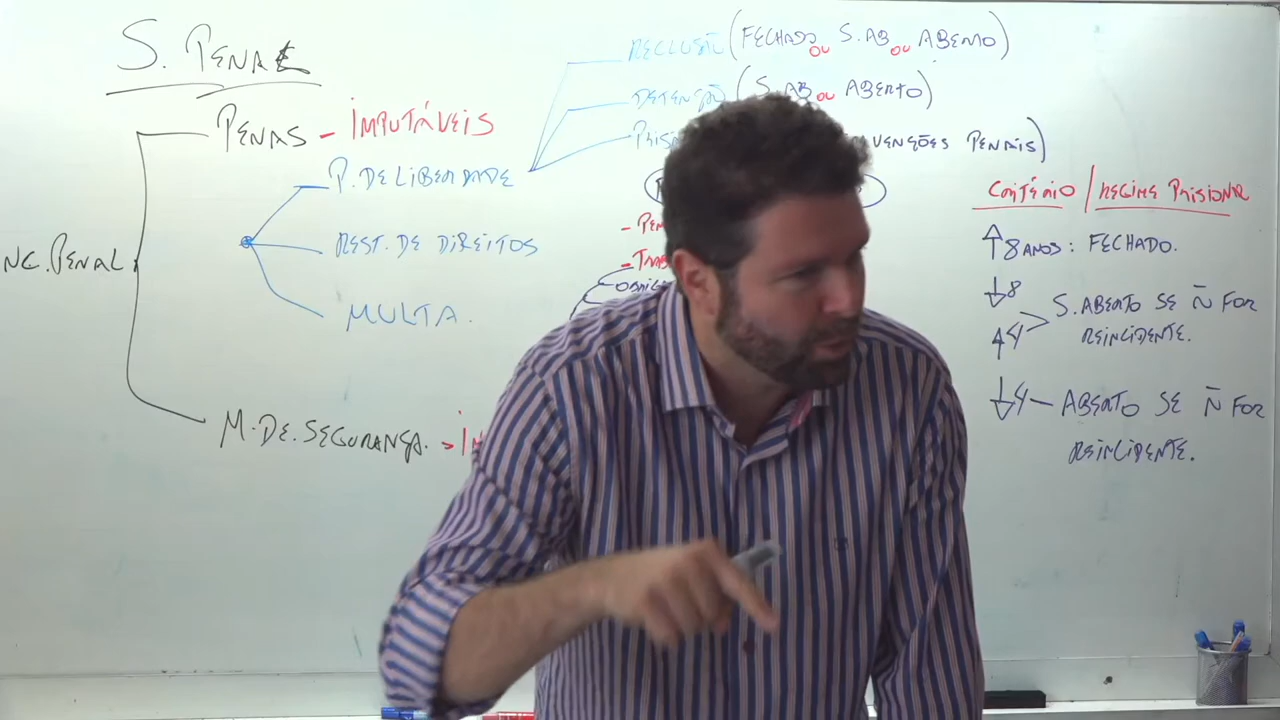 S. PENAL
PENAS - IMPUTÁVEIS
P. DE LIBERDADE
REST. DE DIREITOS
MULTA.
NC. PENAL
M. DE. SEGURANÇA.
RECLUSÃO (FECHADO OU S.AB OU ABERTO)
DETENÇÃO (S.AB OU ABERTO)
PENAIS)
CRITÉRIO / REGIME PRISIONAL
↑ 8 ANOS: FECHADO.
↓ 8
↑ 4
S. ABERTO SE Ñ FOR
REINCIDENTE.
↓ 4 - ABERTO SE Ñ FOR
REINCIDENTE.